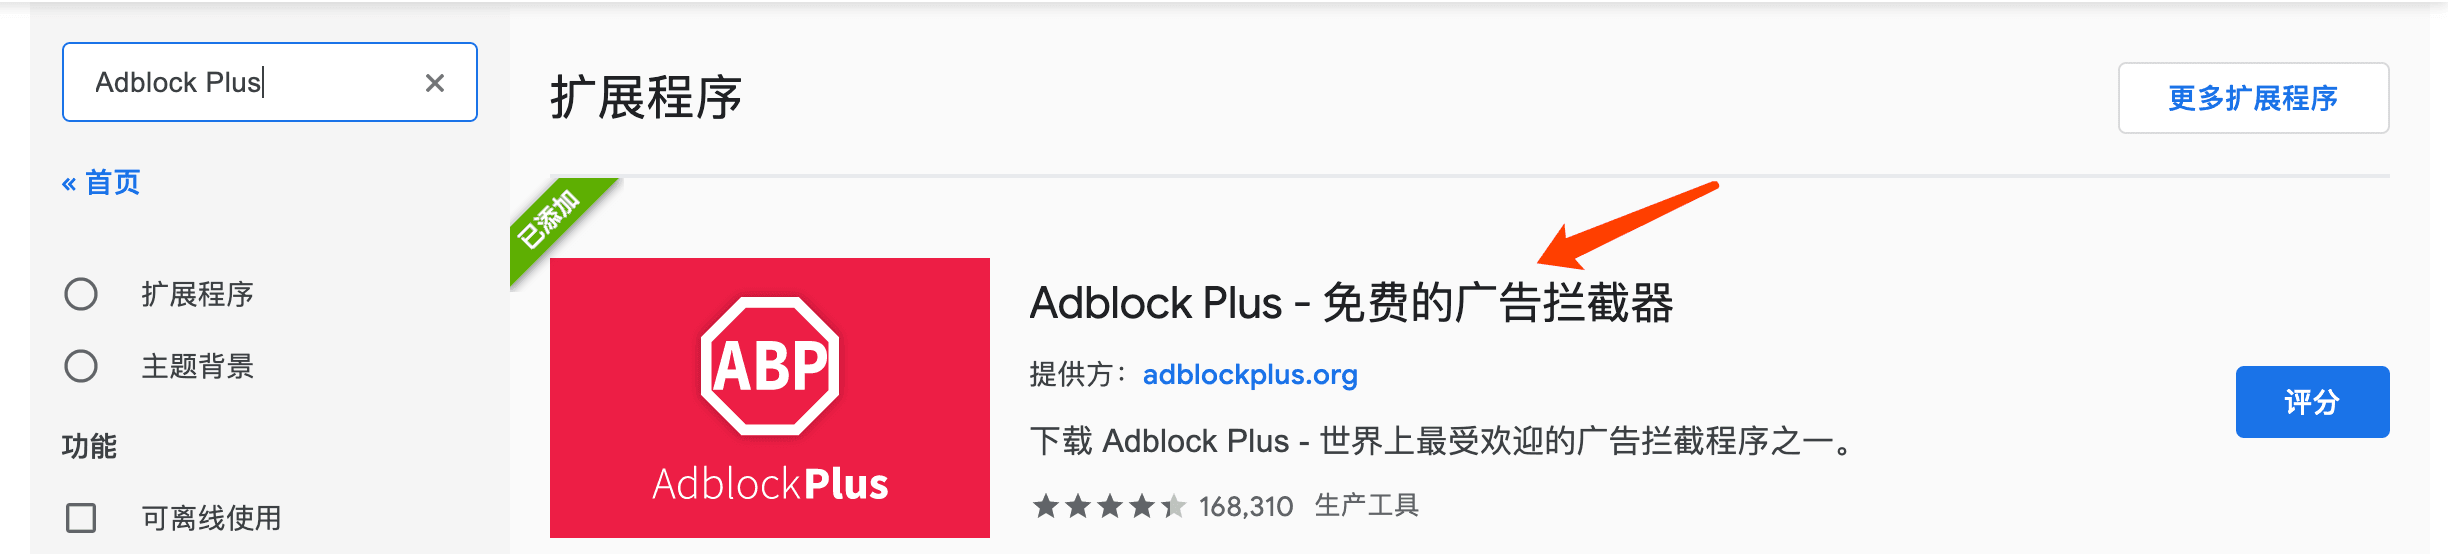 Adblock Plus
« 首页
扩展程序
主题背景
功能
可离线使用
扩展程序
更多扩展程序
已添加
ABP
AdblockPlus
Adblock Plus - 免费的广告拦截器
提供方： adblockplus.org
下载 Adblock Plus - 世界上最受欢迎的广告拦截程序之一。
168,310 生产工具
评分